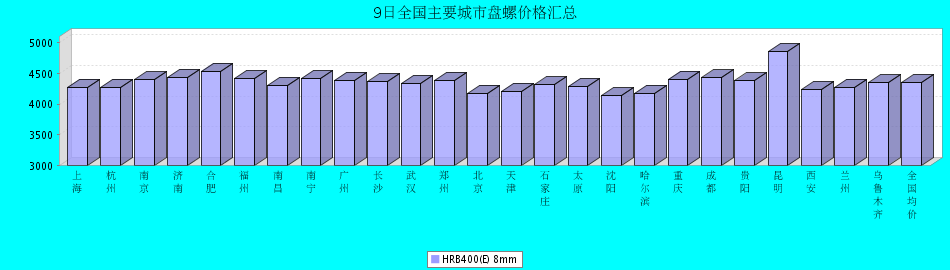 9日全国主要城市盘螺价格汇总
5000
4500
4000
3500
3000
上海
杭州
南京
济南
合肥
福州
南昌
南宁
广州
长沙
武汉
郑州
北京
天津
石家庄
太原
沈阳
哈尔滨
重庆
成都
贵阳
昆明
西安
兰州
乌鲁木齐
全国均价
HRB400(E) 8mm